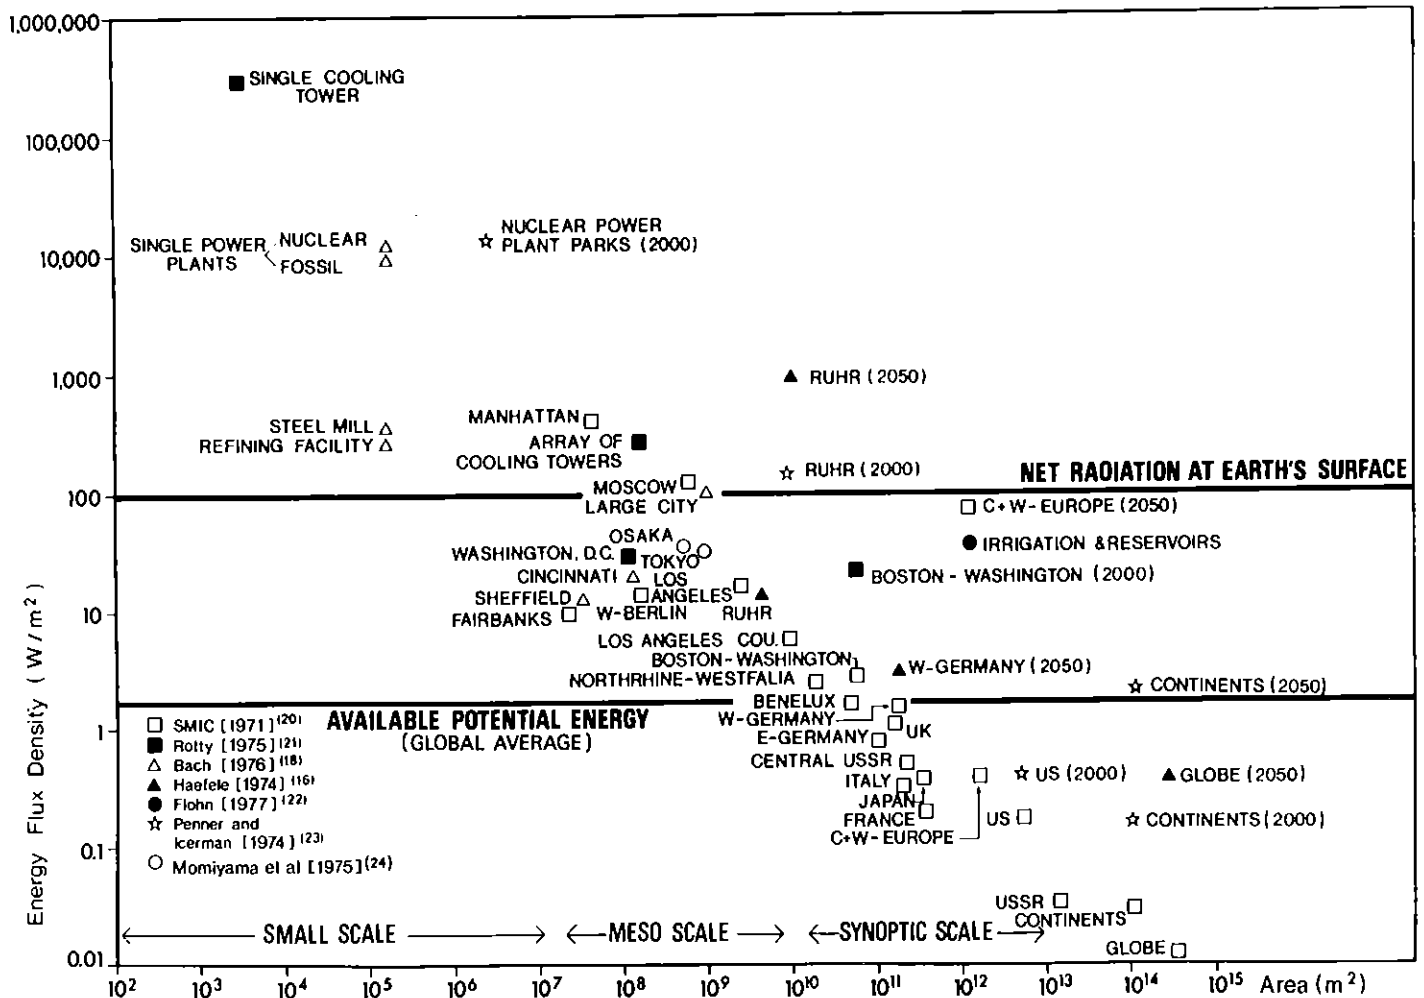 1,000,000
SINGLE COOLING
TOWER
100,000
NUCLEAR POWER
PLANT PARKS (2000)
SINGLE POWER
PLANTS
NUCLEAR
FOSSIL
10,000
1,000
RUHR (2050)
MANHATTAN
STEEL MILL
REFINING FACILITY
ARRAY OF
COOLING TOWERS
RUHR (2000)
NET RADIATION AT EARTH'S SURFACE
100
MOSCOW
LARGE CITY
C+W-EUROPE (2050)
OSAKA
IRRIGATION & RESERVOIRS
WASHINGTON, D.C.
TOKYO
CINCINNATI
LOS
ANGELES
BOSTON - WASHINGTON (2000)
SHEFFIELD
W-BERLIN
RUHR
FAIRBANKS
10
LOS ANGELES COU.
BOSTON-WASHINGTON
W-GERMANY (2050)
NORTHRHINE-WESTFALIA
CONTINENTS (2050)
BENELUX
W-GERMANY
AVAILABLE POTENTIAL ENERGY
(GLOBAL AVERAGE)
1
UK
E-GERMANY
CENTRAL USSR
ITALY
US (2000)
GLOBE (2050)
JAPAN
FRANCE
US
CONTINENTS (2000)
C+W-EUROPE
SMIC [1971] (20)
Rotty [1975] (21)
Bach [1976] (18)
Haefele [1974] (16)
Flohn [1977] (22)
Penner and
Icerman [1974] (23)
Momiyama et al [1975] (24)
0.1
USSR
CONTINENTS
GLOBE
SMALL SCALE
MESO SCALE
SYNOPTIC SCALE
0.01
10² 10³ 10⁴ 10⁵ 10⁶ 10⁷ 10⁸ 10⁹ 10¹⁰ 10¹¹ 10¹² 10¹³ 10¹⁴ 10¹⁵ Area (m²)
Energy Flux Density (W/m²)